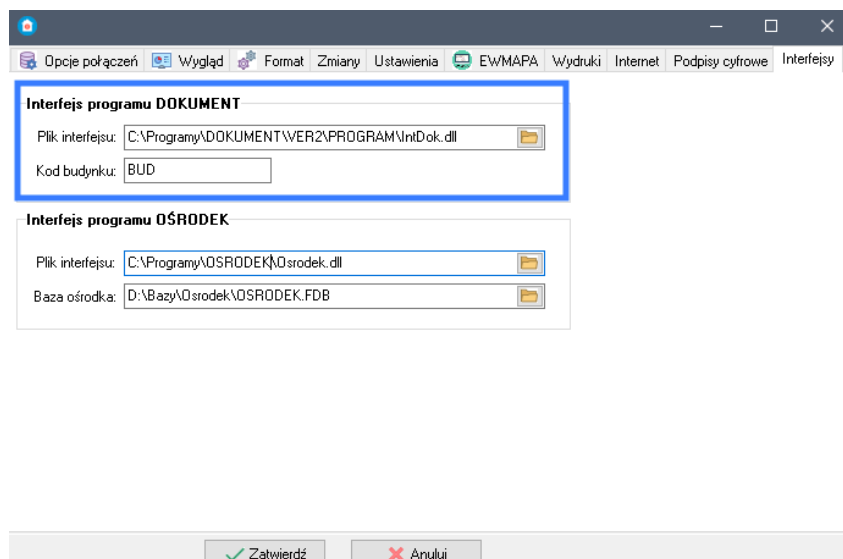 Opcje połączeń Wygląd Format Zmiany Ustawienia EWMAPA Wydruki Internet Podpisy cyfrowe Interfejsy
Interfejs programu DOKUMENT
Plik interfejsu: C:\Programy\DOKUMENT\VER2\PROGRAM\IntDok.dll
Kod budynku: BUD
Interfejs programu OŚRODEK
Plik interfejsu: C:\Programy\OSRODEK\Osrodek.dll
Baza ośrodka: D:\Bazy\Osrodek\OSRODEK.FDB
Zatwierdź Anuluj